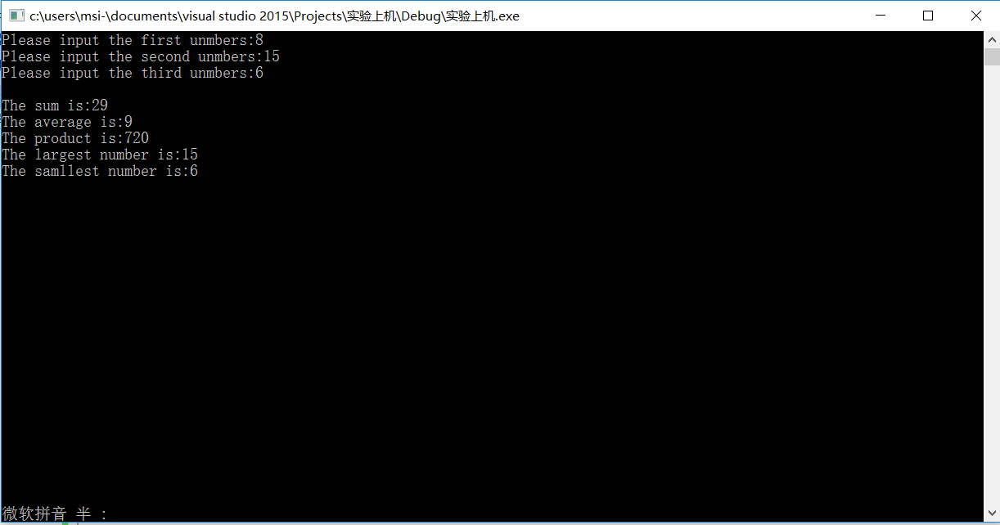 c:\users\msi-\documents\visual studio 2015\Projects\实验上机\Debug\实验上机.exe
Please input the first unmbers:8
Please input the second unmbers:15
Please input the third unmbers:6
The sum is:29
The average is:9
The product is:720
The largest number is:15
The samllest number is:6
微软拼音 半 :